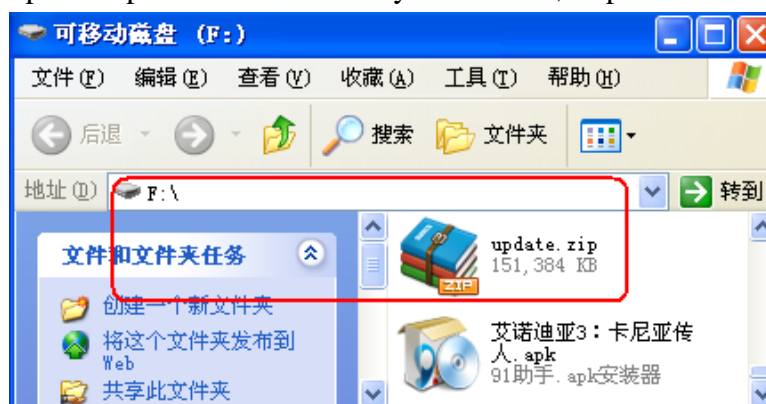 可移动磁盘 (F:)
文件(F) 编辑(E) 查看(V) 收藏(A) 工具(T) 帮助(H)
后退 搜索 文件夹
地址(D) F:\ 转到
文件和文件夹任务
创建一个新文件夹
将这个文件夹发布到
Web
共享此文件夹
update.zip
151,384 KB
ZIP
艾诺迪亚3：卡尼亚传
人.apk
91助手.apk安装器